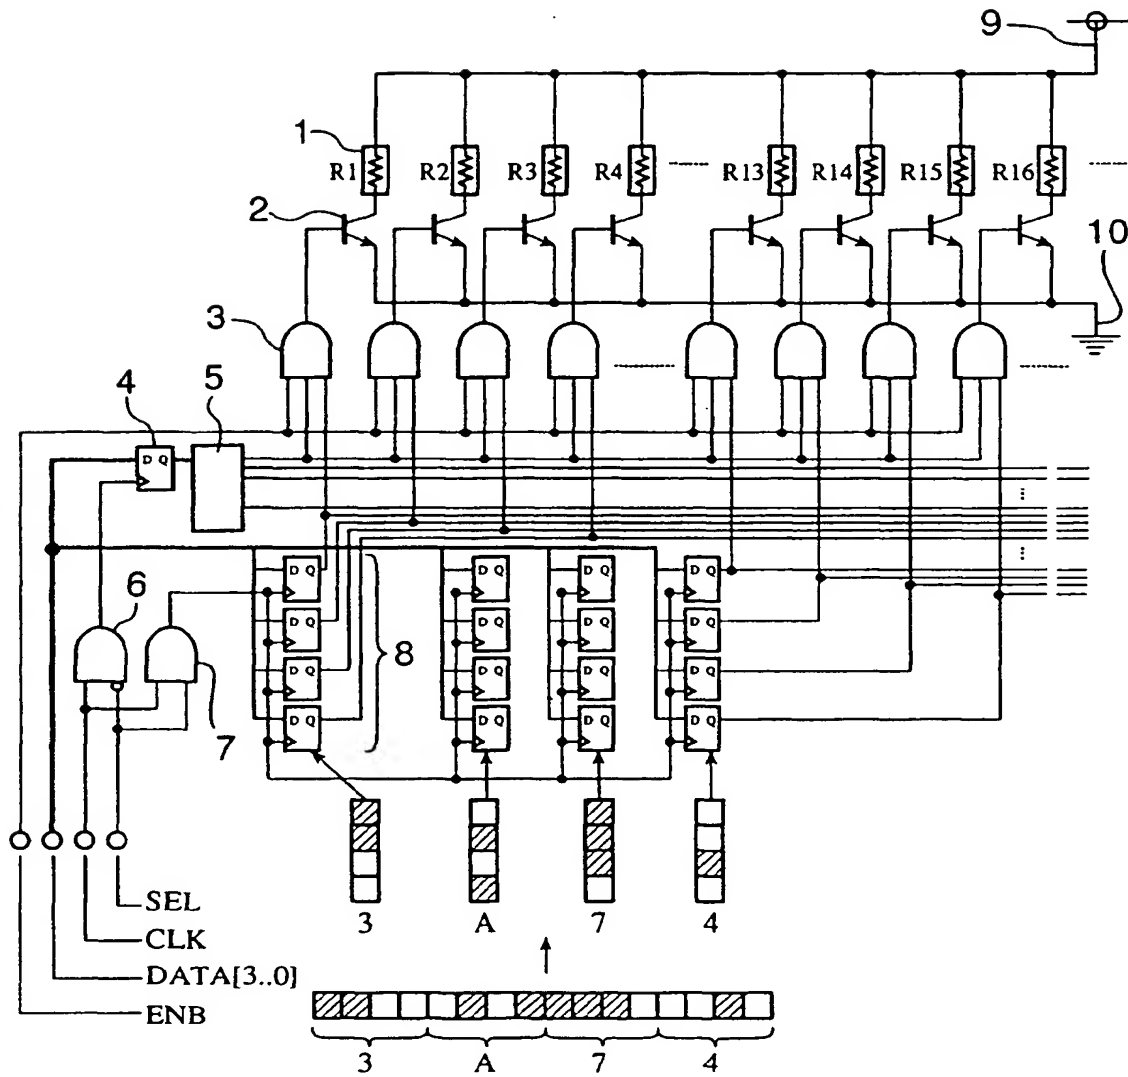 9
1
R1 R2 R3 R4 R13 R14 R15 R16
2
10
3
4 5
D Q
6
D Q D Q D Q D Q
D Q D Q D Q D Q
8
D Q D Q D Q D Q
7
D Q D Q D Q D Q
SEL
3 A 7 4
CLK
DATA[3..0]
ENB
3 A 7 4